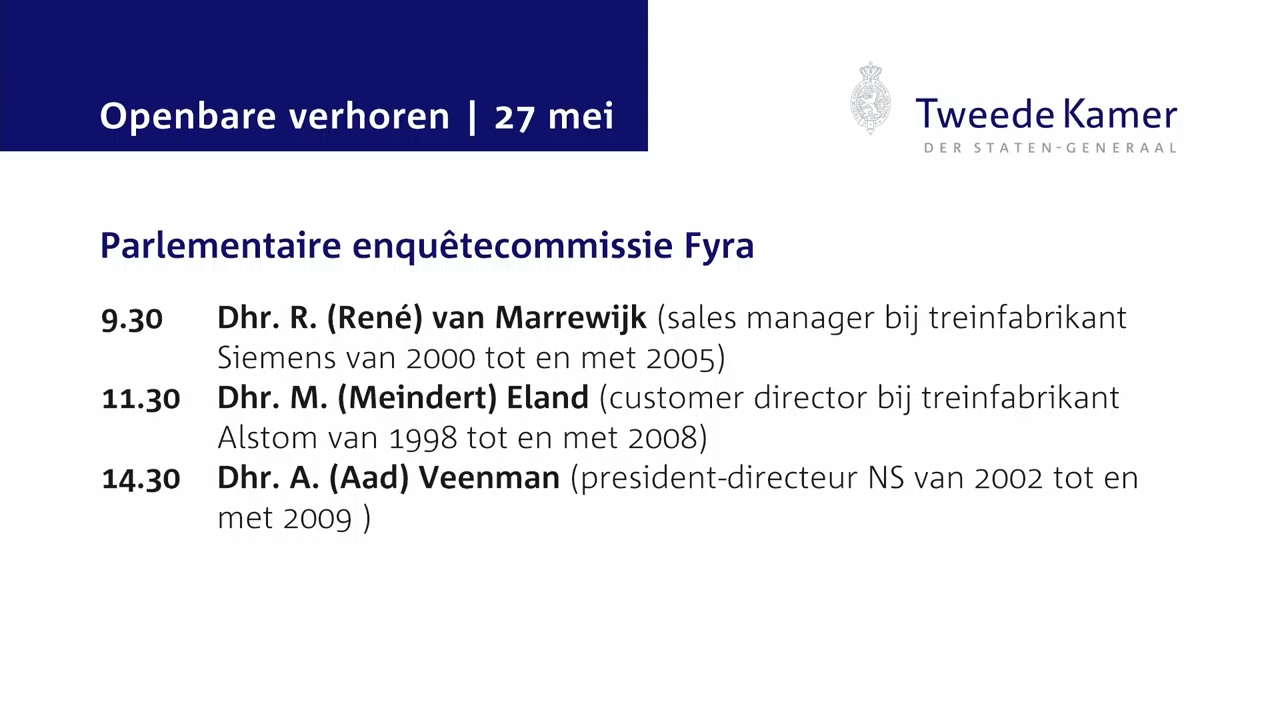 Openbare verhoren | 27 mei
Tweede Kamer
DER STATEN-GENERAAL
Parlementaire enquêtecommissie Fyra
9.30 Dhr. R. (René) van Marrewijk (sales manager bij treinfabrikant
Siemens van 2000 tot en met 2005)
11.30 Dhr. M. (Meindert) Eland (customer director bij treinfabrikant
Alstom van 1998 tot en met 2008)
14.30 Dhr. A. (Aad) Veenman (president-directeur NS van 2002 tot en
met 2009 )